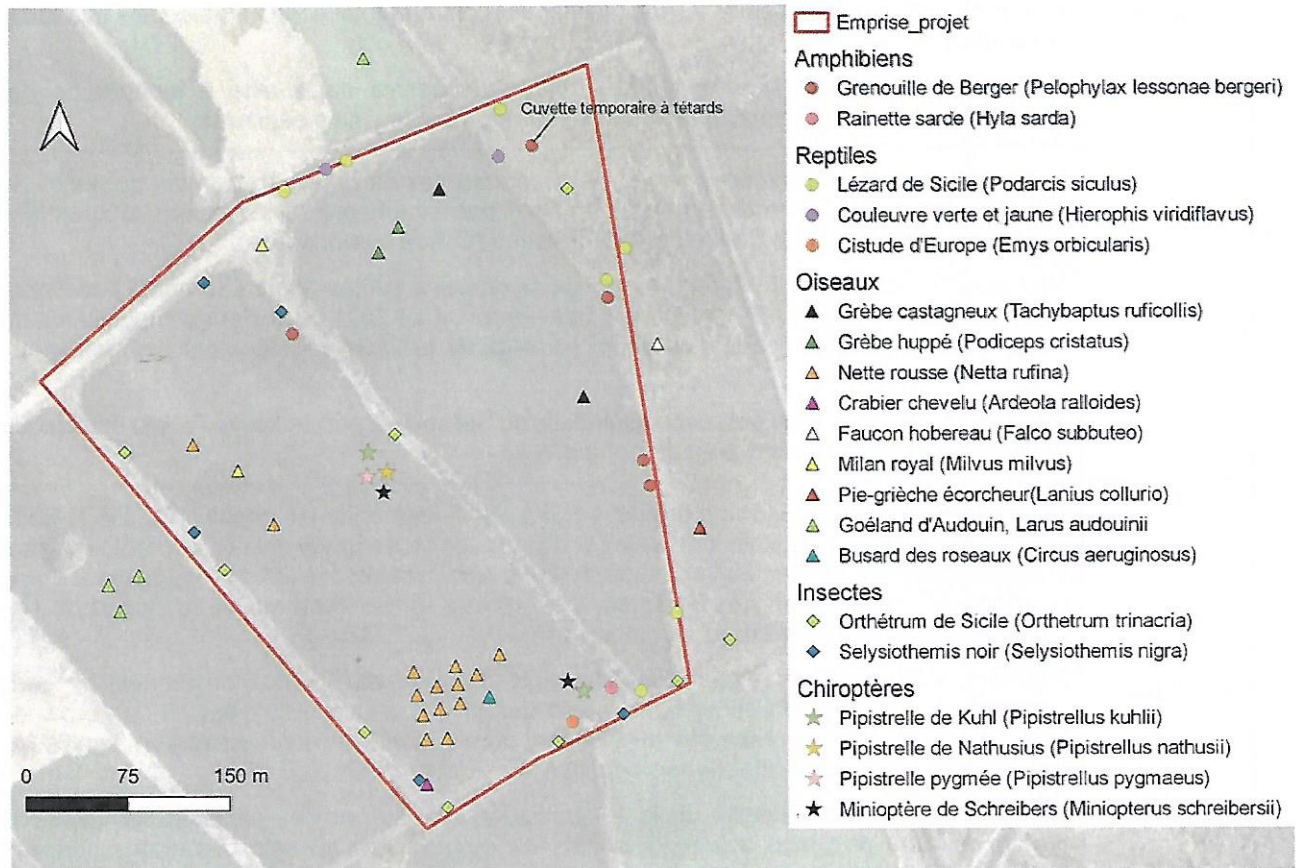 Cuvette temporaire à tétards
0 75 150 m
Emprise_projet
Amphibiens
Grenouille de Berger (Pelophylax lessonae bergeri)
Rainette sarde (Hyla sarda)
Reptiles
Lézard de Sicile (Podarcis siculus)
Couleuvre verte et jaune (Hierophis viridiflavus)
Cistude d'Europe (Emys orbicularis)
Oiseaux
Grèbe castagneux (Tachybaptus ruficollis)
Grèbe huppé (Podiceps cristatus)
Nette rousse (Netta rufina)
Crabier chevelu (Ardeola ralloides)
Faucon hobereau (Falco subbuteo)
Milan royal (Milvus milvus)
Pie-grièche écorcheur(Lanius collurio)
Goéland d'Audouin, Larus audouinii
Busard des roseaux (Circus aeruginosus)
Insectes
Orthétrum de Sicile (Orthetrum trinacria)
Selysiothemis noir (Selysiothemis nigra)
Chiroptères
Pipistrelle de Kuhl (Pipistrellus kuhlii)
Pipistrelle de Nathusius (Pipistrellus nathusii)
Pipistrelle pygmée (Pipistrellus pygmaeus)
Minioptère de Schreibers (Miniopterus schreibersii)